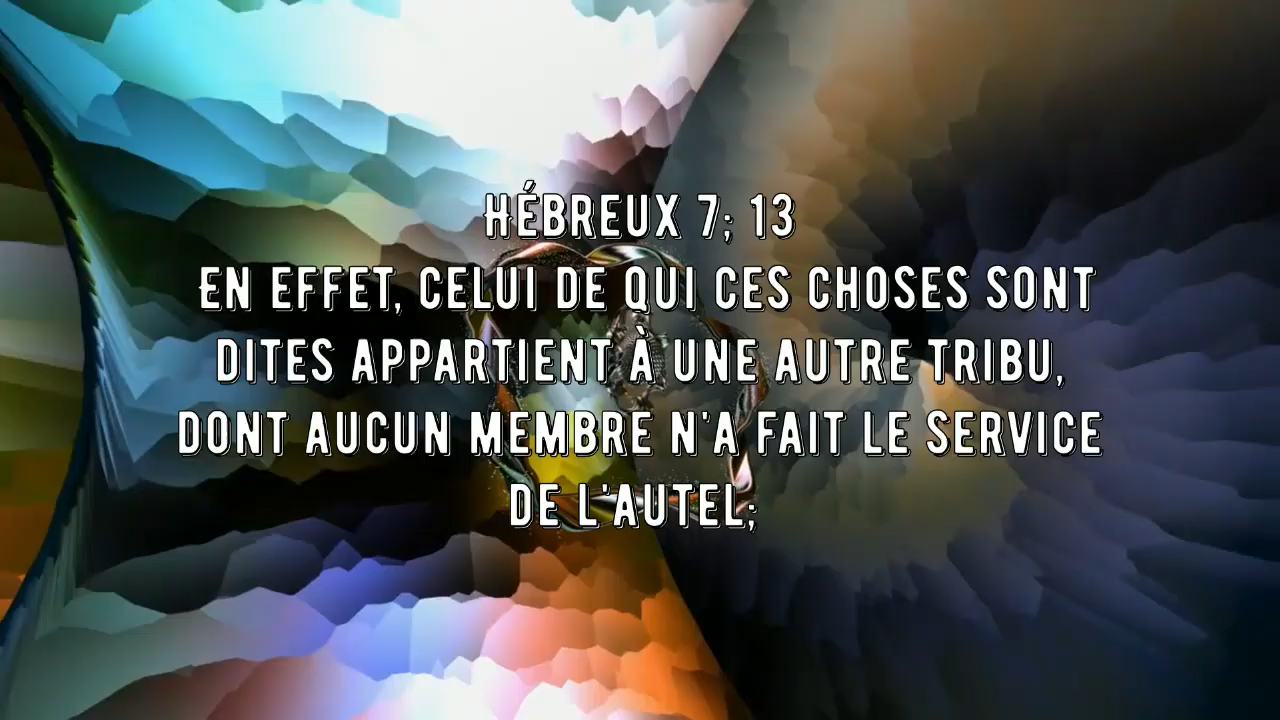 HÉBREUX 7; 13
EN EFFET, CELUI DE QUI CES CHOSES SONT
DITES APPARTIENT À UNE AUTRE TRIBU,
DONT AUCUN MEMBRE N'A FAIT LE SERVICE
DE L'AUTEL;